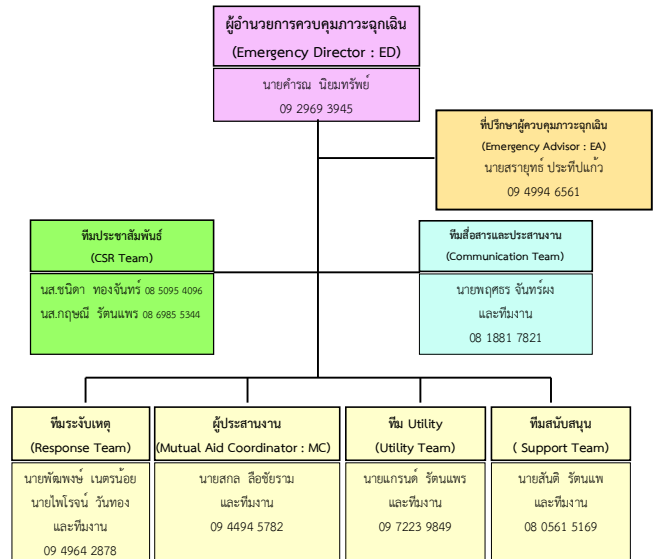 ผู้อำนวยการควบคุมภาวะฉุกเฉิน
(Emergency Director : ED)
นายคำรณ นิยมทรัพย์
09 2969 3945
ที่ปรึกษาผู้ควบคุมภาวะฉุกเฉิน
(Emergency Advisor : EA)
นายสรายุทธ์ ประทีปแก้ว
09 4994 6561
ทีมประชาสัมพันธ์
(CSR Team)
นส.ชนิดา ทองจันทร์ 08 5095 4096
นส.กฤษณี รัตนแพร 08 6985 5344
ทีมสื่อสารและประสานงาน
(Communication Team)
นายพฤศธร จันทร์ผง
และทีมงาน
08 1881 7821
ทีมระงับเหตุ
(Response Team)
นายพัฒพงษ์ เนตรน้อย
นายไพโรจน์ วันทอง
และทีมงาน
09 4964 2878
ผู้ประสานงาน
(Mutual Aid Coordinator : MC)
นายสกล ลือชัยราม
และทีมงาน
09 4494 5782
ทีม Utility
(Utility Team)
นายแกรนด์ รัตนแพร
และทีมงาน
09 7223 9849
ทีมสนับสนุน
( Support Team)
นายสันติ รัตนแพ
และทีมงาน
08 0561 5169